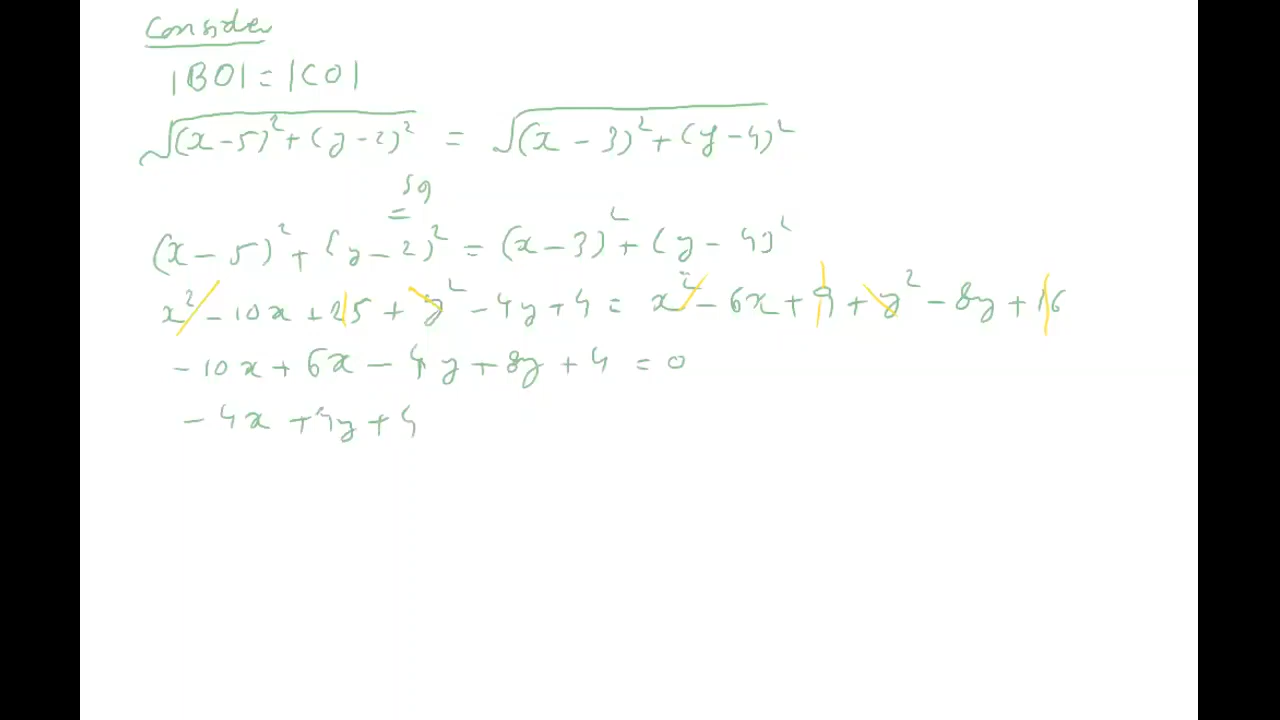 Consider
|BO| = |CO|
√(x-5)² + (y-2)² = √(x-3)² + (y-4)²
sq
=
(x-5)² + (y-2)² = (x-3)² + (y-4)²
x² - 10x + 25 + y² - 4y + 4 = x² - 6x + 9 + y² - 8y + 16
-10x + 6x - 4y + 8y + 4 = 0
-4x + 4y + 4